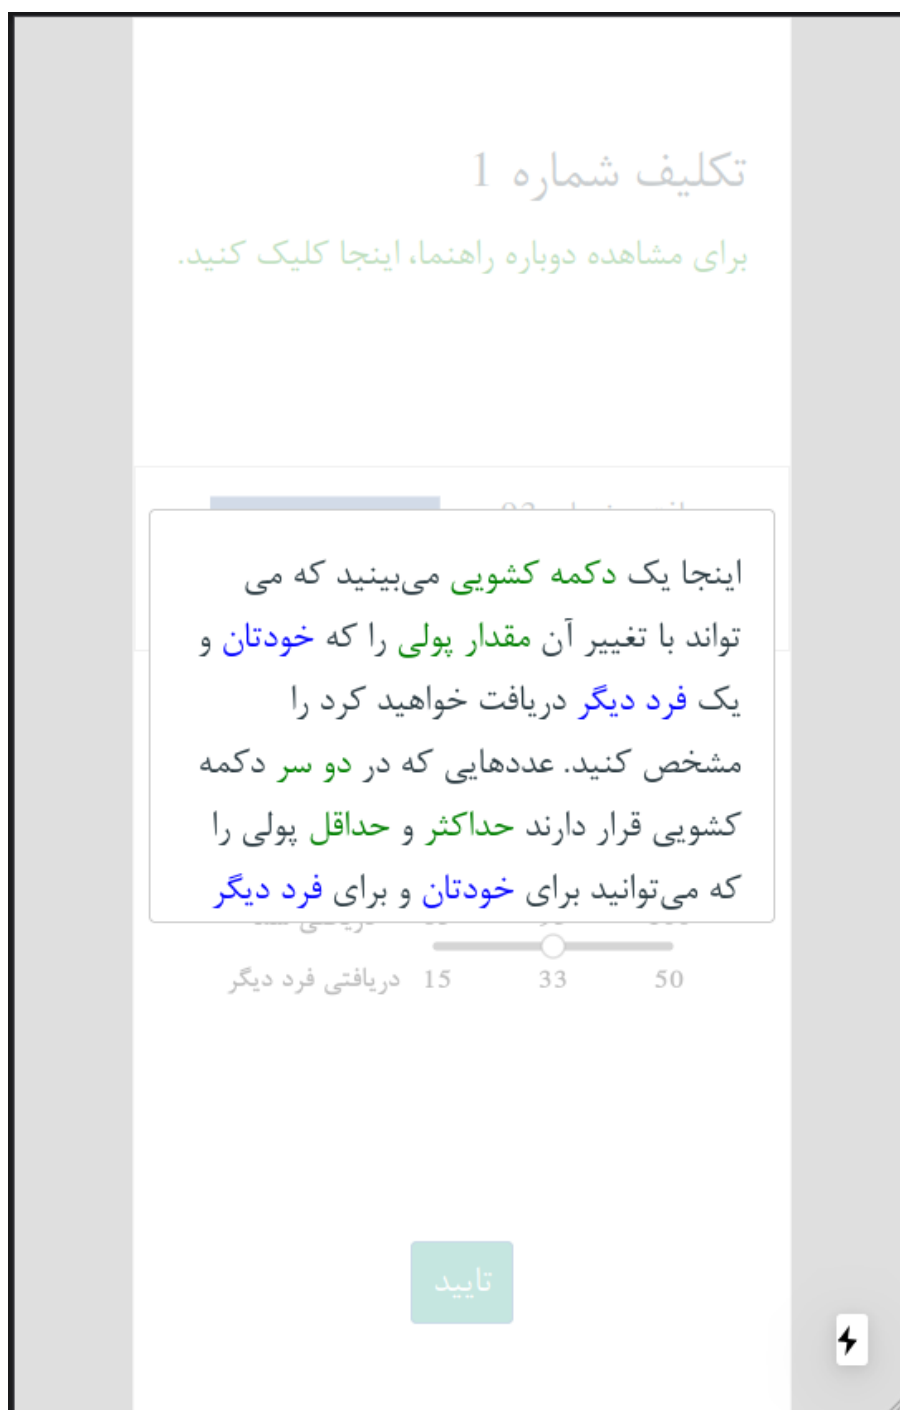 تکلیف شماره 1
برای مشاهده دوباره راهنما، اینجا کلیک کنید.
اینجا یک دکمه کشویی می‌بینید که می
تواند با تغییر آن مقدار پولی را که خودتان و
یک فرد دیگر دریافت خواهید کرد را
مشخص کنید. عددهایی که در دو سر دکمه
کشویی قرار دارند حداکثر و حداقل پولی را
که می‌توانید برای خودتان و برای فرد دیگر
دریافتی فرد دیگر 15 33 50
تایید